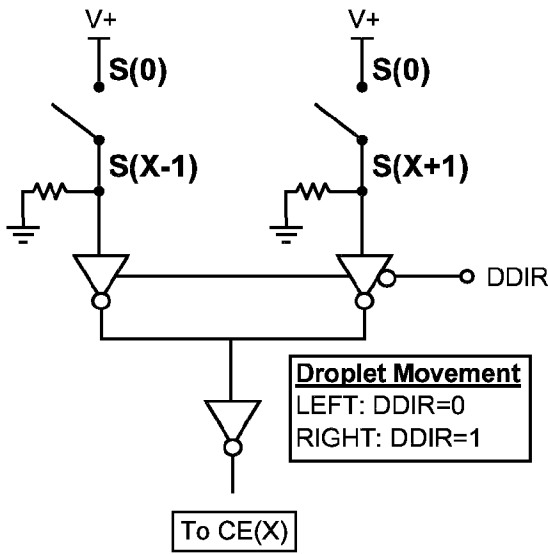 V+
V+
S(0)
S(0)
S(X-1)
S(X+1)
DDIR
Droplet Movement
LEFT: DDIR=0
RIGHT: DDIR=1
To CE(X)